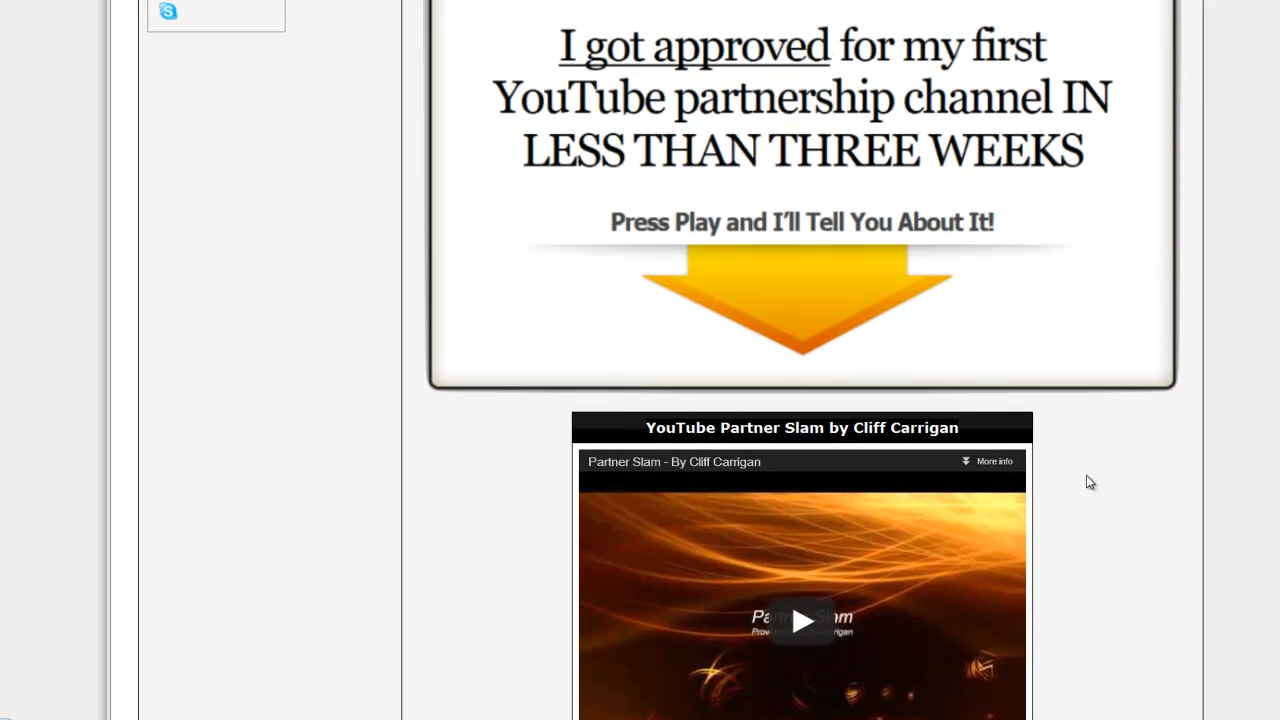 I got approved for my first
YouTube partnership channel IN
LESS THAN THREE WEEKS
Press Play and I'll Tell You About It!
YouTube Partner Slam by Cliff Carrigan
Partner Slam - By Cliff Carrigan
More info